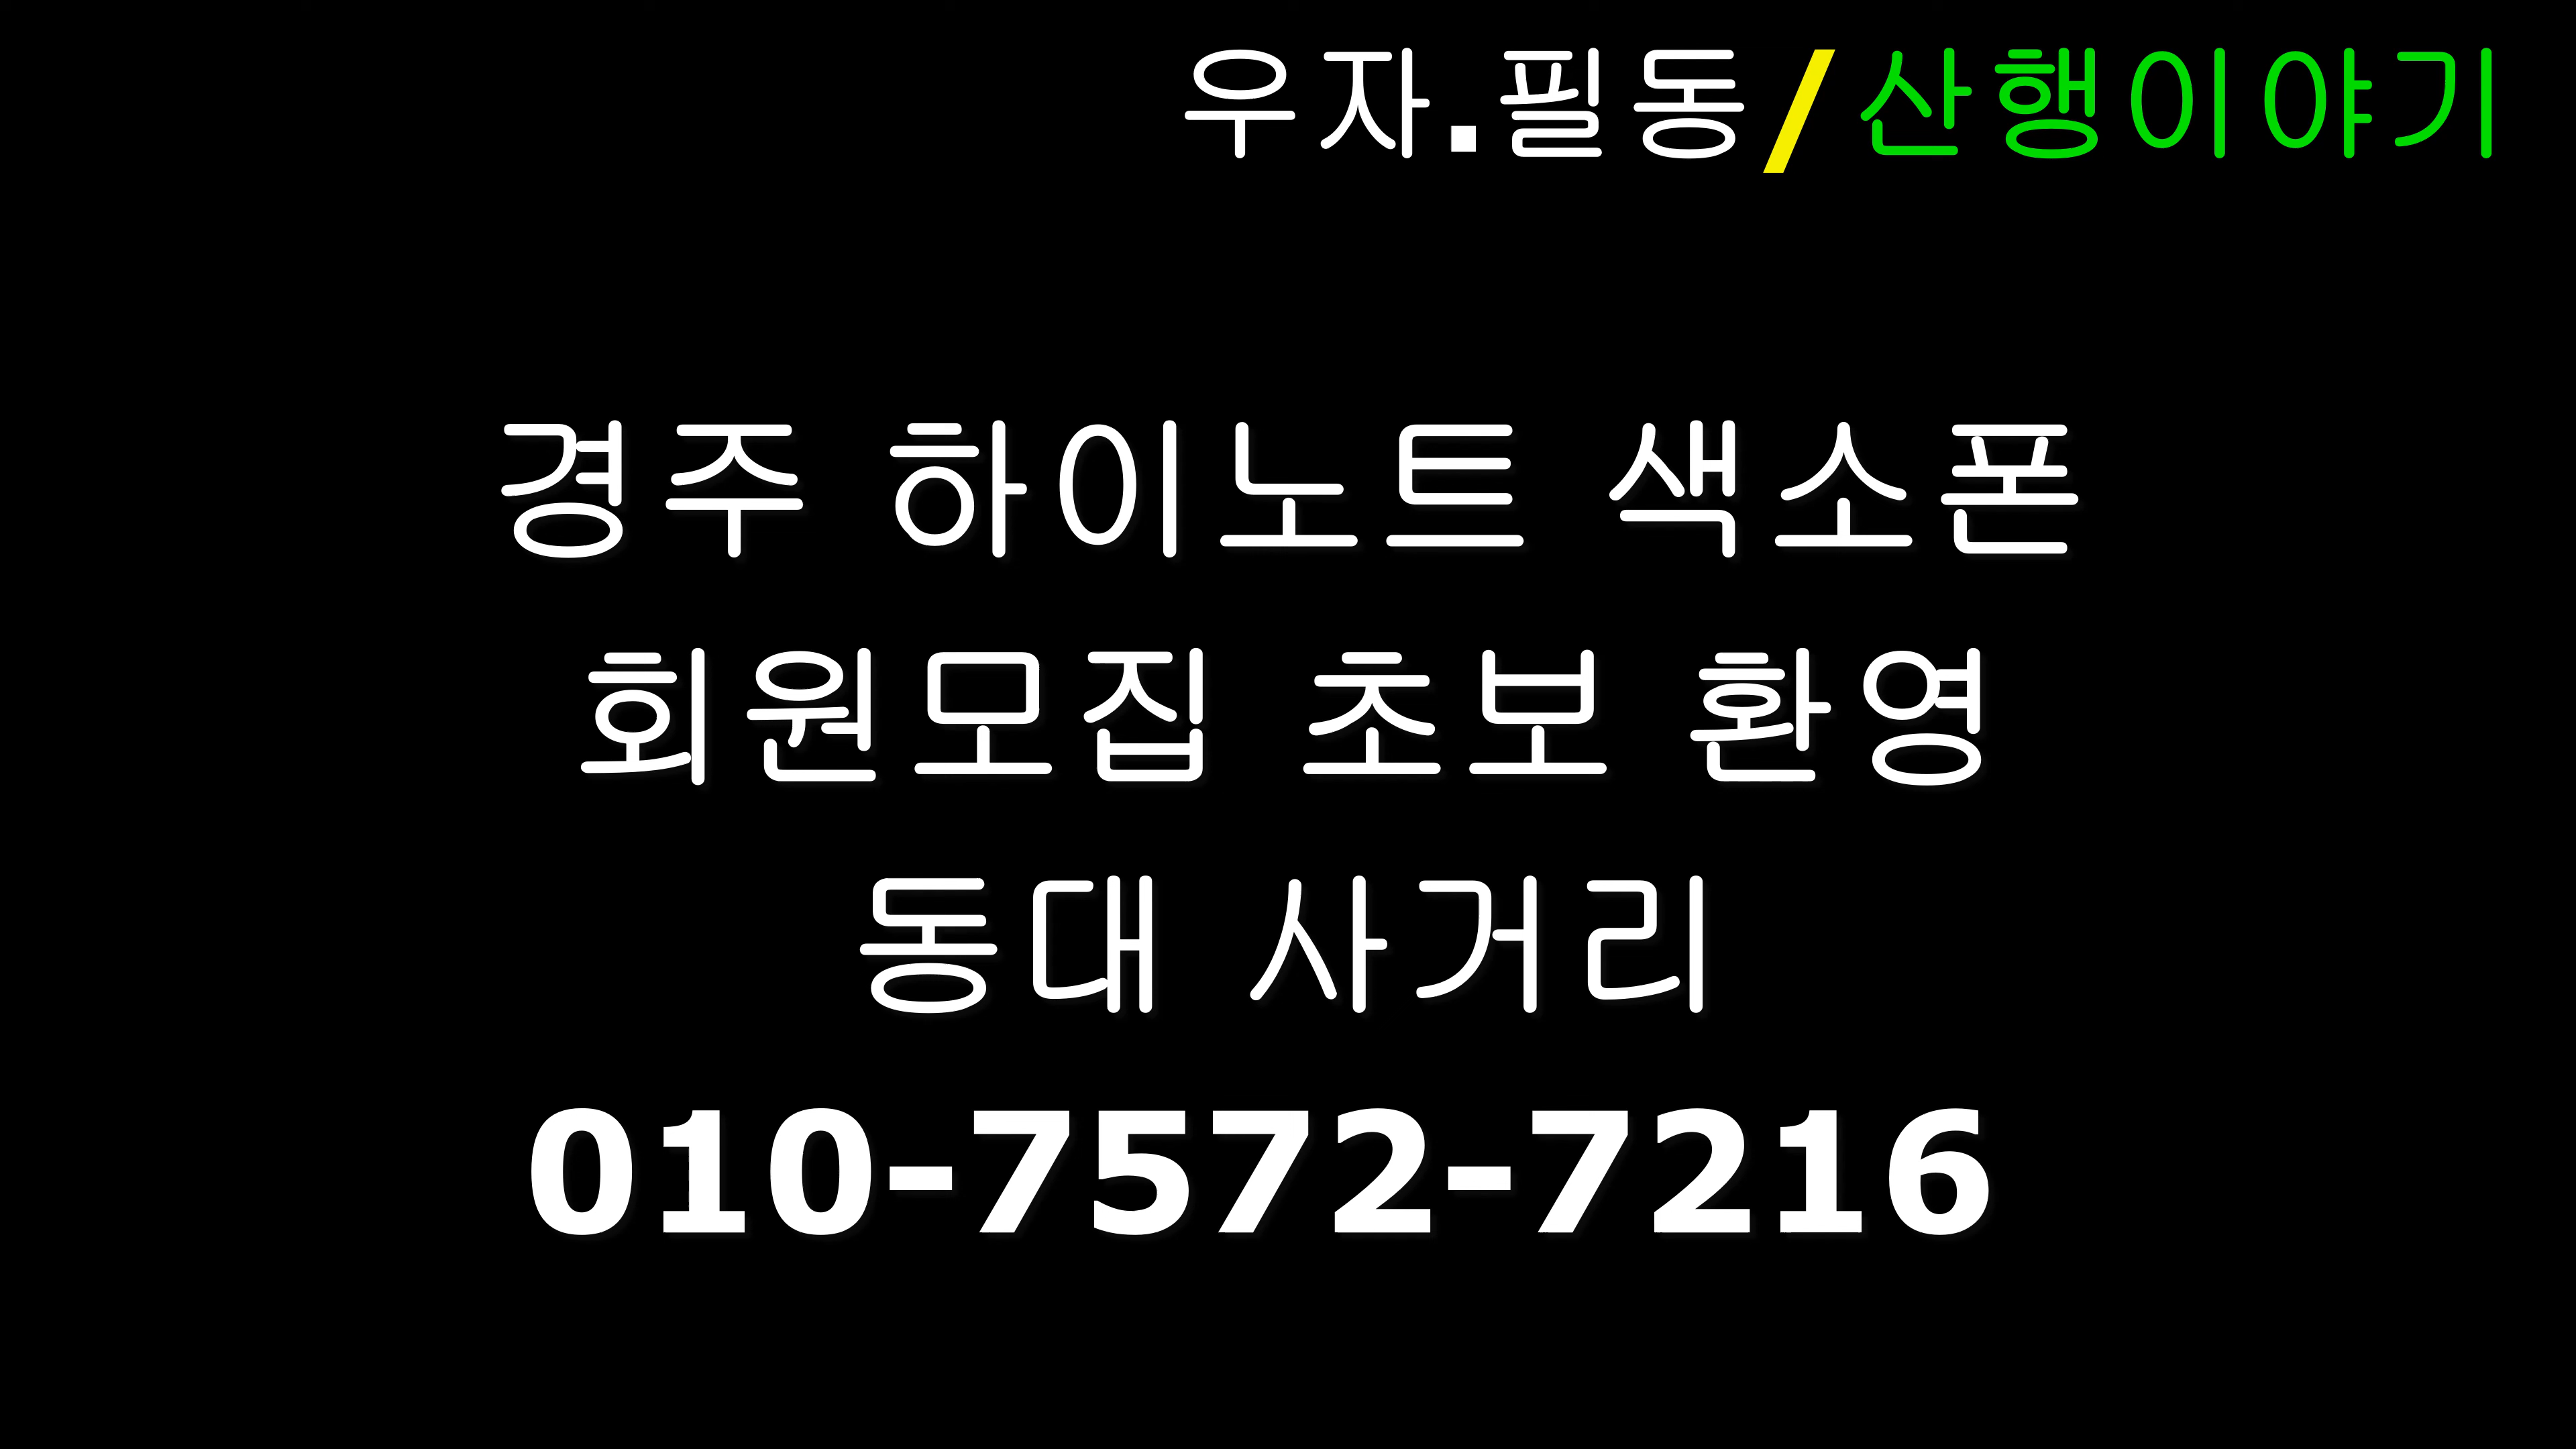 우자.필동/산행이야기
경주 하이노트 색소폰
회원모집 초보 환영
동대 사거리
010-7572-7216